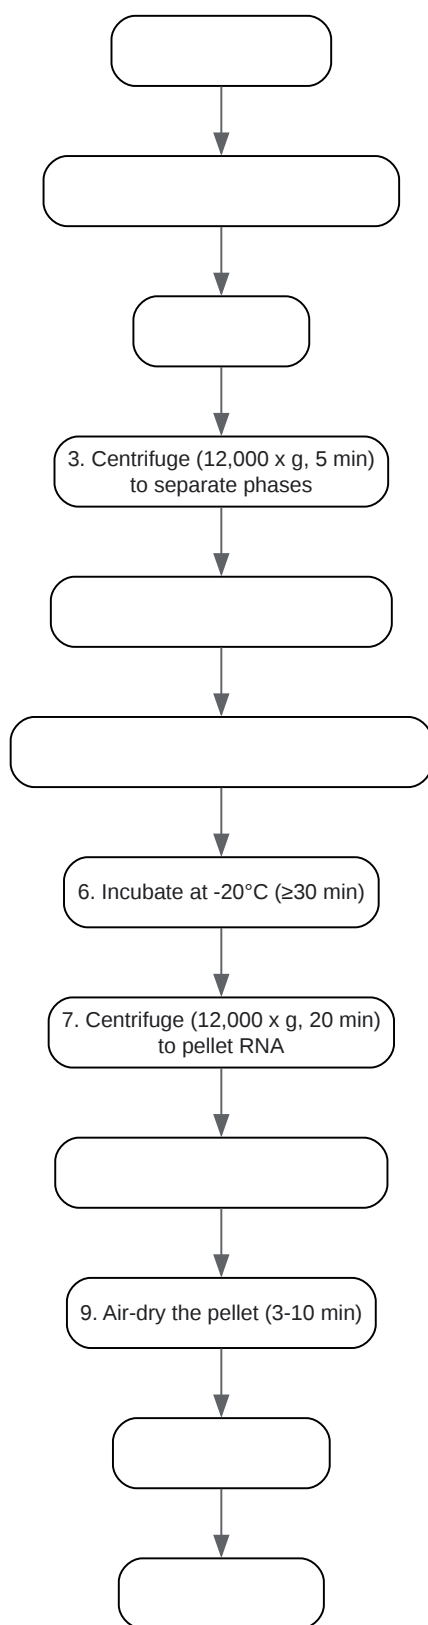 3. Centrifuge (12,000 x g, 5 min)
to separate phases
6. Incubate at -20°C (≥30 min)
7. Centrifuge (12,000 x g, 20 min)
to pellet RNA
9. Air-dry the pellet (3-10 min)